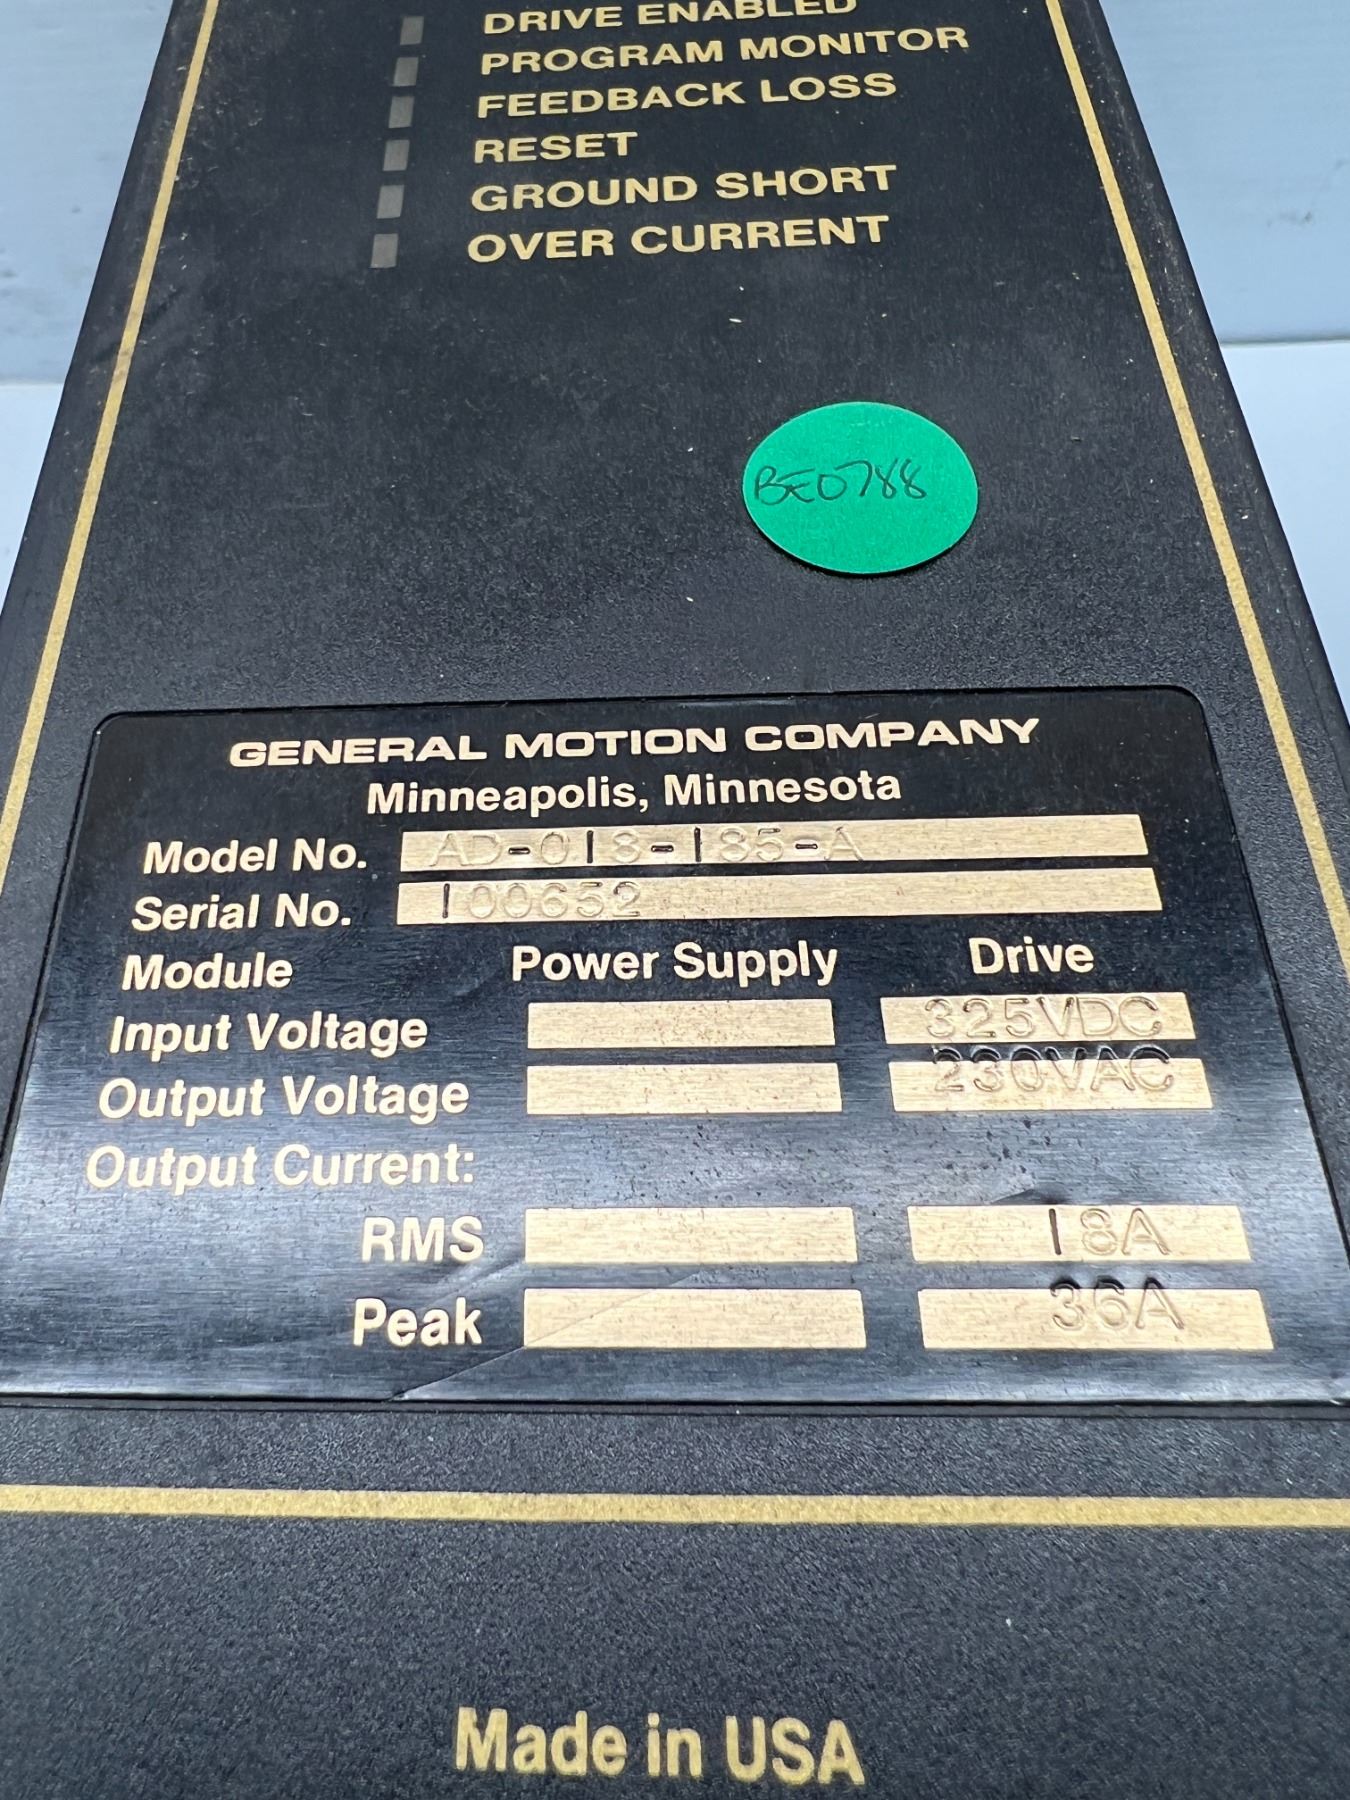 DRIVE ENABLED
PROGRAM MONITOR
FEEDBACK LOSS
RESET
GROUND SHORT
OVER CURRENT
BE0788
GENERAL MOTION COMPANY
Minneapolis, Minnesota
Model No. AD-018-185-A
Serial No. 100652
Module Power Supply Drive
Input Voltage 325VDC
Output Voltage 230VAC
Output Current:
RMS 18A
Peak 36A
Made in USA